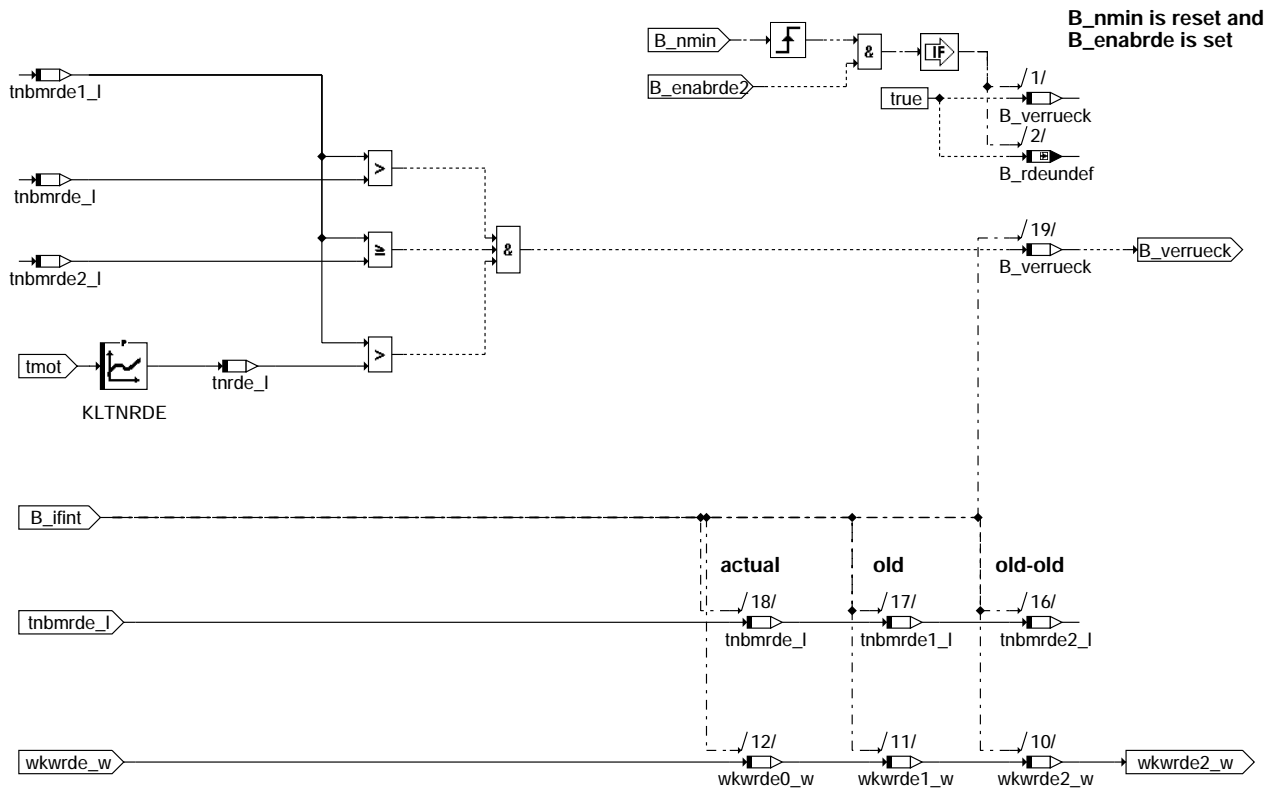 B_nmin is reset and
B_enabrde is set
B_nmin
&
IF
B_enabrde2
true
/1/
B_verrueck
/2/
B_rdeundef
tnbmrde1_l
>
tnbmrde_l
≥
&
/19/
B_verrueck
B_verrueck
tnbmrde2_l
>
tmot
P
tnrde_l
KLTNRDE
B_ifint
actual
old
old-old
/18/
/17/
/16/
tnbmrde_l
tnbmrde_l
tnbmrde1_l
tnbmrde2_l
/12/
/11/
/10/
wkwrde_w
wkwrde0_w
wkwrde1_w
wkwrde2_w
wkwrde2_w